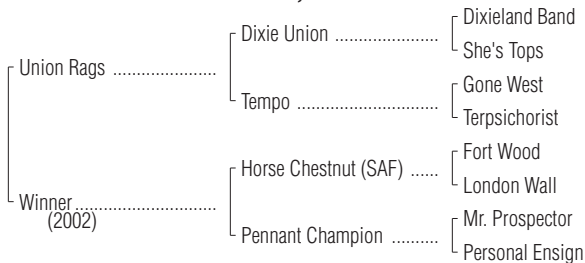 Dixieland Band
Dixie Union ....................
She's Tops
Union Rags ....................
Gone West
Tempo ...........................
Terpsichorist
Fort Wood
Horse Chestnut (SAF) ......
London Wall
Winner ...........................
(2002)
Mr. Prospector
Pennant Champion ..........
Personal Ensign